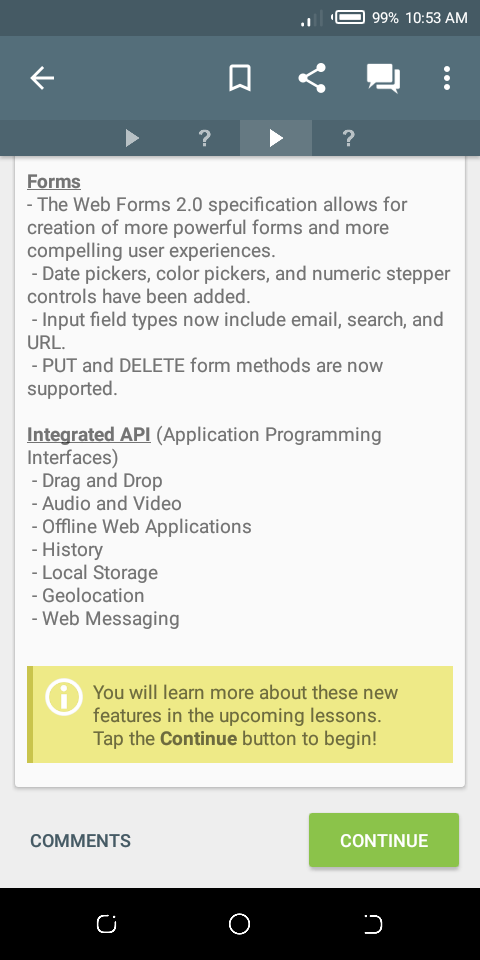 99% 10:53 AM
? ?
Forms
- The Web Forms 2.0 specification allows for
creation of more powerful forms and more
compelling user experiences.
- Date pickers, color pickers, and numeric stepper
controls have been added.
- Input field types now include email, search, and
URL.
- PUT and DELETE form methods are now
supported.
Integrated API (Application Programming
Interfaces)
- Drag and Drop
- Audio and Video
- Offline Web Applications
- History
- Local Storage
- Geolocation
- Web Messaging
You will learn more about these new
features in the upcoming lessons.
Tap the Continue button to begin!
COMMENTS CONTINUE